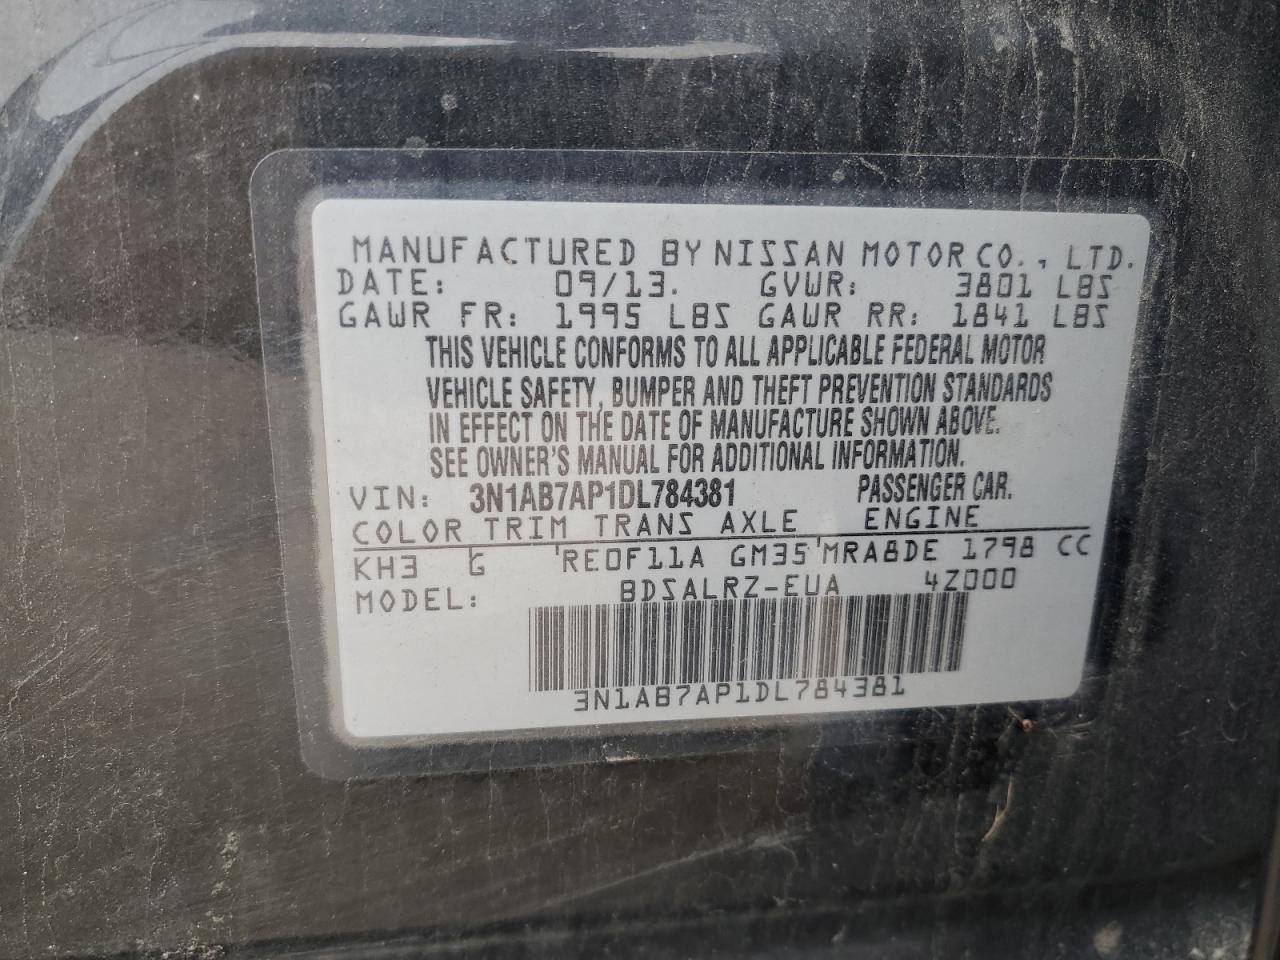 MANUFACTURED BY NISSAN MOTOR CO., LTD.
DATE: 09/13. GVWR: 3801 LBS
GAWR FR: 1995 LBS GAWR RR: 1841 LBS
THIS VEHICLE CONFORMS TO ALL APPLICABLE FEDERAL MOTOR
VEHICLE SAFETY, BUMPER AND THEFT PREVENTION STANDARDS
IN EFFECT ON THE DATE OF MANUFACTURE SHOWN ABOVE.
SEE OWNER'S MANUAL FOR ADDITIONAL INFORMATION.
VIN: 3N1AB7AP1DL784381 PASSENGER CAR.
COLOR TRIM TRANS AXLE ENGINE
KH3 G 'RE0F11A GM35'MRA8DE 1798 CC
MODEL: BDSALRZ-EUA 4Z000
3N1AB7AP1DL784381